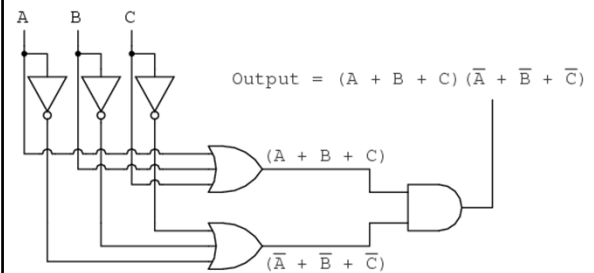 A B C
Output = (A + B + C)(A̅ + B̅ + C̅)
(A + B + C)
(A̅ + B̅ + C̅)